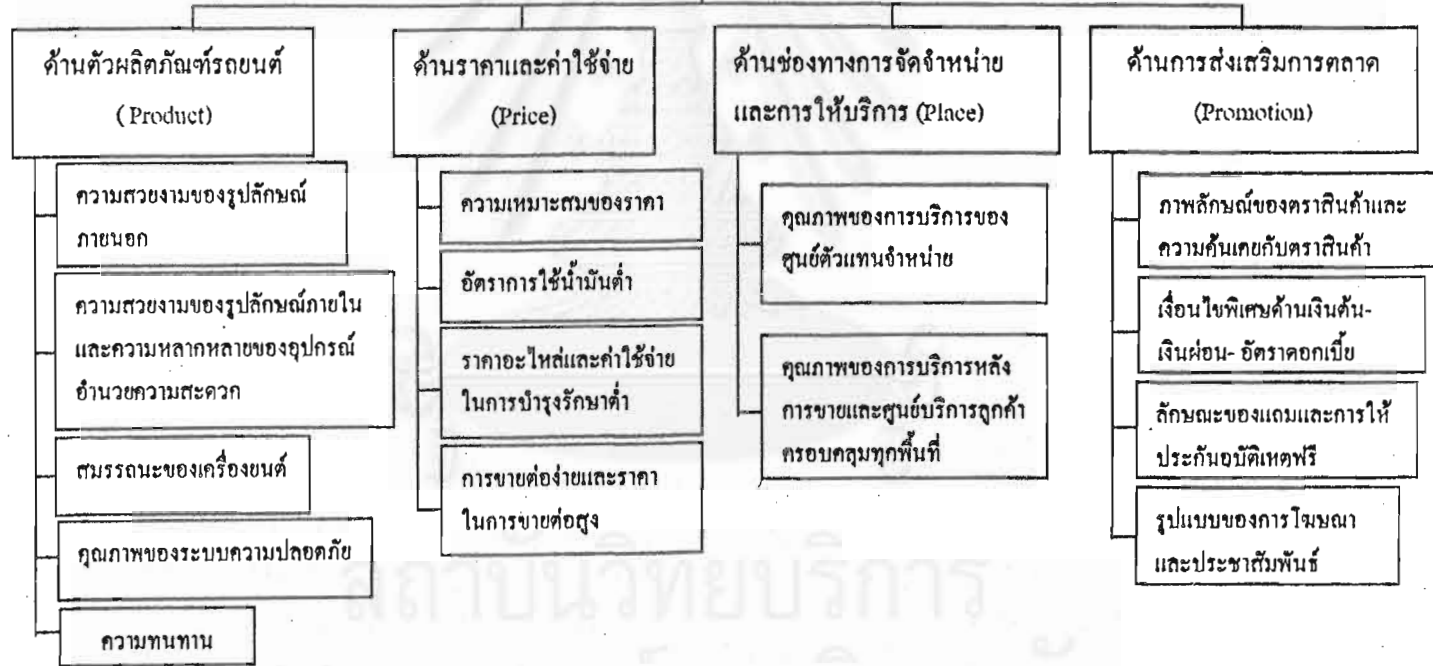 ด้านตัวผลิตภัณฑ์รถยนต์
(Product)
ความสวยงามของรูปลักษณ์
ภายนอก
ความสวยงามของรูปลักษณ์ภายใน
และความหลากหลายของอุปกรณ์
อำนวยความสะดวก
สมรรถนะของเครื่องยนต์
คุณภาพของระบบความปลอดภัย
ความทนทาน
ด้านราคาและค่าใช้จ่าย
(Price)
ความเหมาะสมของราคา
อัตราการใช้น้ำมันต่ำ
ราคาอะไหล่และค่าใช้จ่าย
ในการบำรุงรักษาต่ำ
การขายต่อง่ายและราคา
ในการขายต่อสูง
ด้านช่องทางการจัดจำหน่าย
และการให้บริการ (Place)
คุณภาพของการบริการของ
ศูนย์ตัวแทนจำหน่าย
คุณภาพของการบริการหลัง
การขายและศูนย์บริการลูกค้า
ครอบคลุมทุกพื้นที่
ด้านการส่งเสริมการตลาด
(Promotion)
ภาพลักษณ์ของตราสินค้าและ
ความคุ้นเคยกับตราสินค้า
เงื่อนไขพิเศษด้านเงินต้น-
เงินผ่อน- อัตราดอกเบี้ย
ลักษณะของแถมและการให้
ประกันอุบัติเหตุฟรี
รูปแบบของการโฆษณา
และประชาสัมพันธ์
สถาบันวิทยบริการ